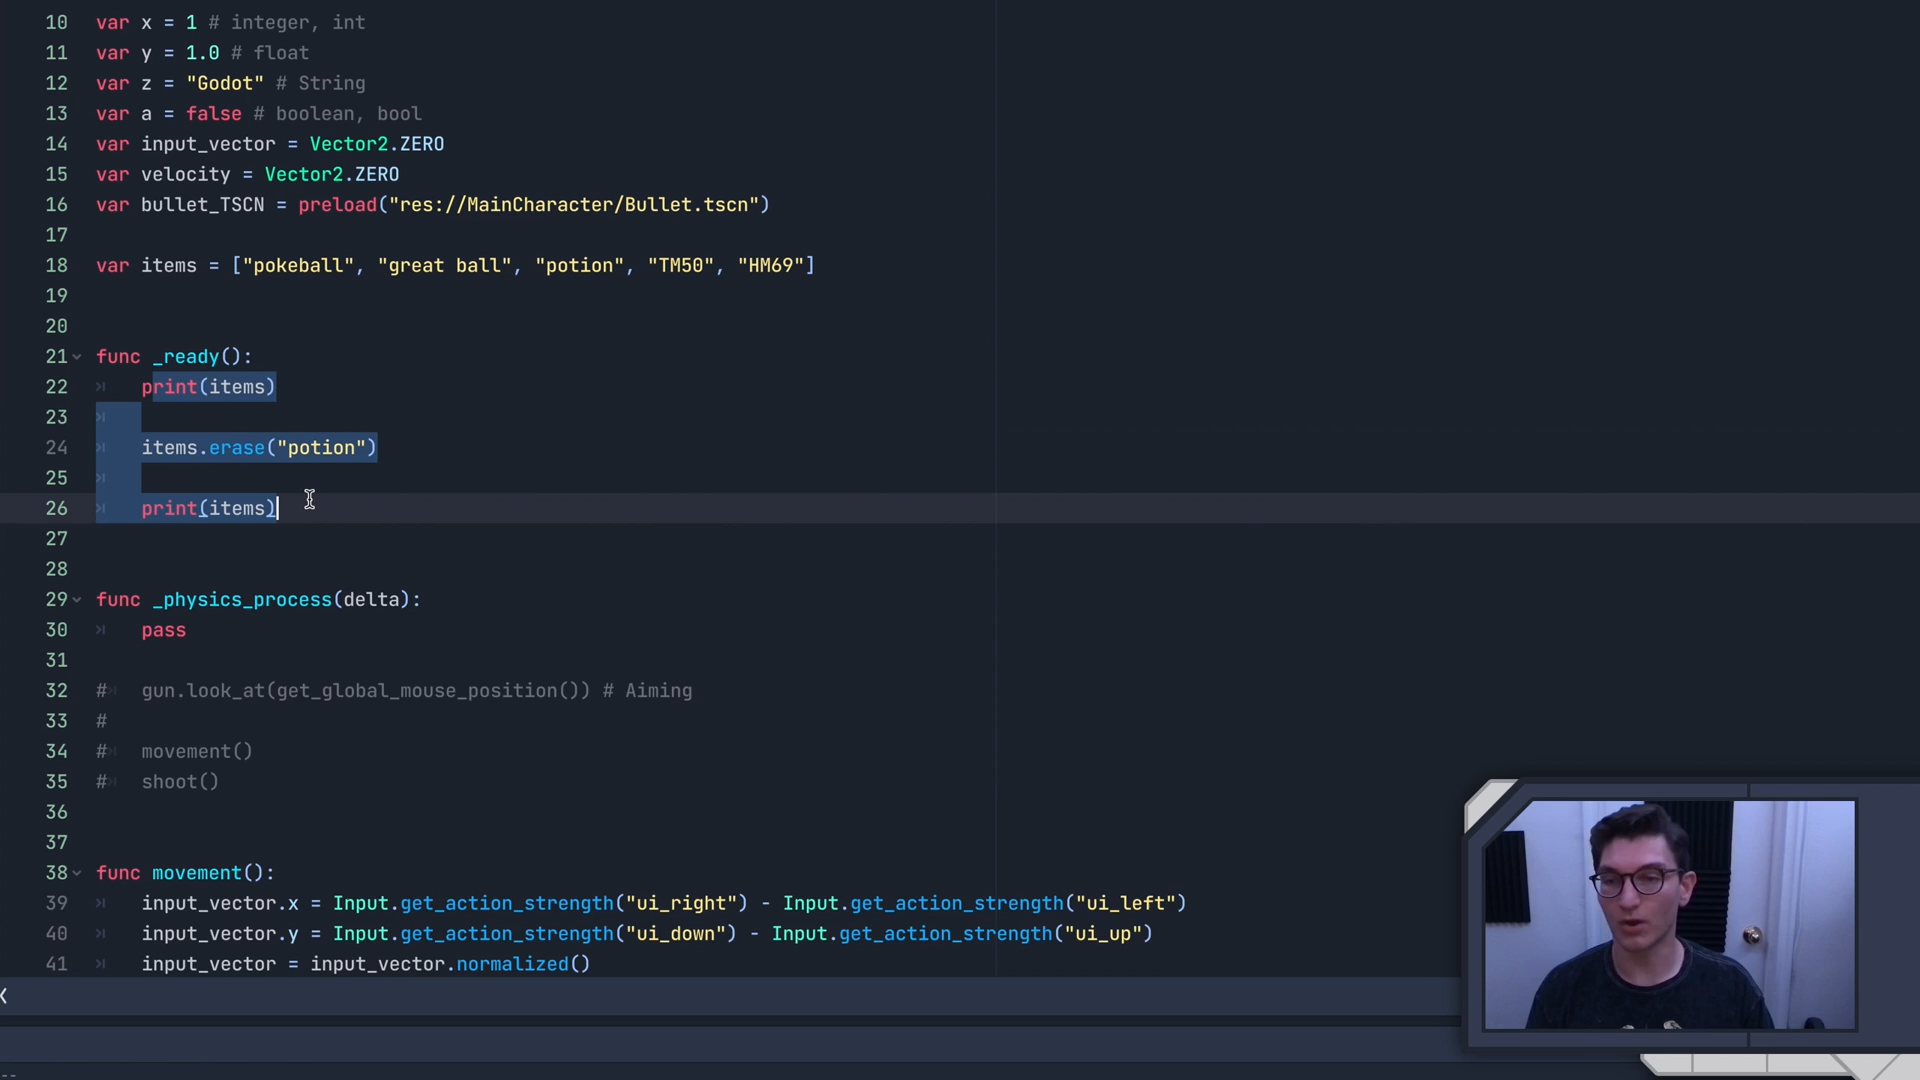 10 var x = 1 # integer, int
11 var y = 1.0 # float
12 var z = "Godot" # String
13 var a = false # boolean, bool
14 var input_vector = Vector2.ZERO
15 var velocity = Vector2.ZERO
16 var bullet_TSCN = preload("res://MainCharacter/Bullet.tscn")
17
18 var items = ["pokeball", "great ball", "potion", "TM50", "HM69"]
19
20
21 func _ready():
22 print(items)
23
24 items.erase("potion")
25
26 print(items)
27
28
29 func _physics_process(delta):
30 pass
31
32 # gun.look_at(get_global_mouse_position()) # Aiming
33 #
34 # movement()
35 # shoot()
36
37
38 func movement():
39 input_vector.x = Input.get_action_strength("ui_right") - Input.get_action_strength("ui_left")
40 input_vector.y = Input.get_action_strength("ui_down") - Input.get_action_strength("ui_up")
41 input_vector = input_vector.normalized()